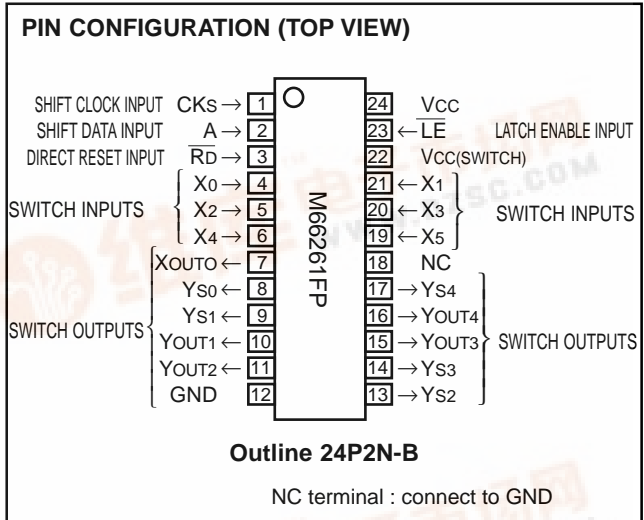 PIN CONFIGURATION (TOP VIEW)
SHIFT CLOCK INPUT CKS → 1 24 VCC
SHIFT DATA INPUT A → 2 23 ← L̅E̅ LATCH ENABLE INPUT
DIRECT RESET INPUT R̅D̅ → 3 22 VCC(SWITCH)
X0 → 4 21 ← X1
SWITCH INPUTS X2 → 5 20 ← X3 SWITCH INPUTS
X4 → 6 19 ← X5
XOUTO ← 7 18 NC
YS0 ← 8 17 → YS4
SWITCH OUTPUTS YS1 ← 9 16 → YOUT4
YOUT1 ← 10 15 → YOUT3 SWITCH OUTPUTS
YOUT2 ← 11 14 → YS3
GND 12 13 → YS2
M66261FP
Outline 24P2N-B
NC terminal : connect to GND